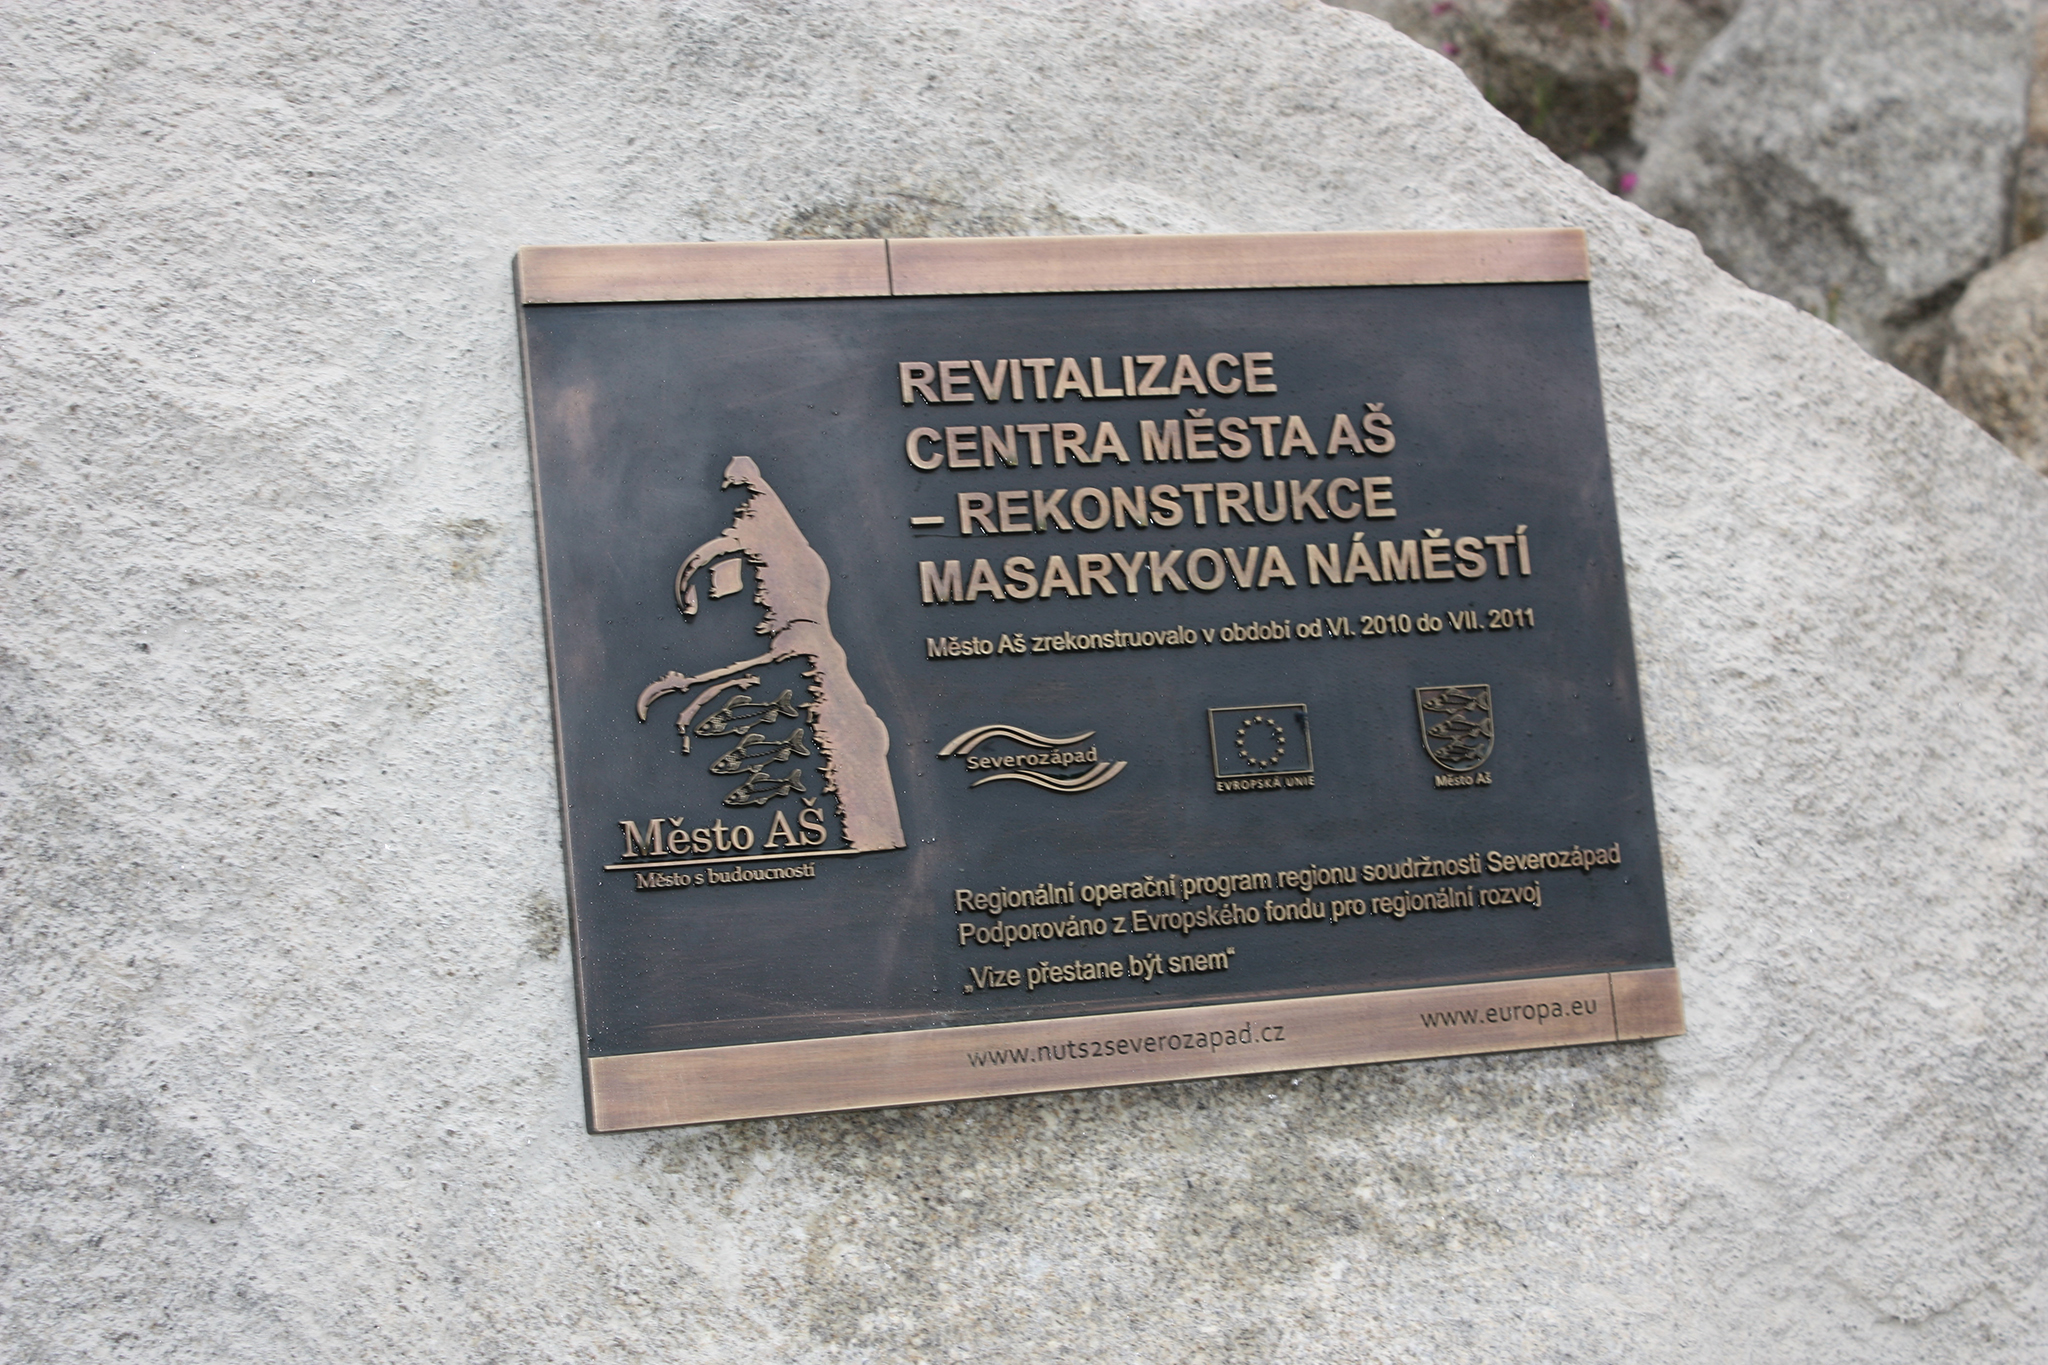 REVITALIZACE
CENTRA MĚSTA AŠ
– REKONSTRUKCE
MASARYKOVA NÁMĚSTÍ
Město Aš zrekonstruovalo v období od VI. 2010 do VII. 2011
Severozápad
EVROPSKÁ UNIE
Město Aš
Město AŠ
Město s budoucností
Regionální operační program regionu soudržnosti Severozápad
Podporováno z Evropského fondu pro regionální rozvoj
„Vize přestane být snem“
www.nuts2severozapad.cz
www.europa.eu